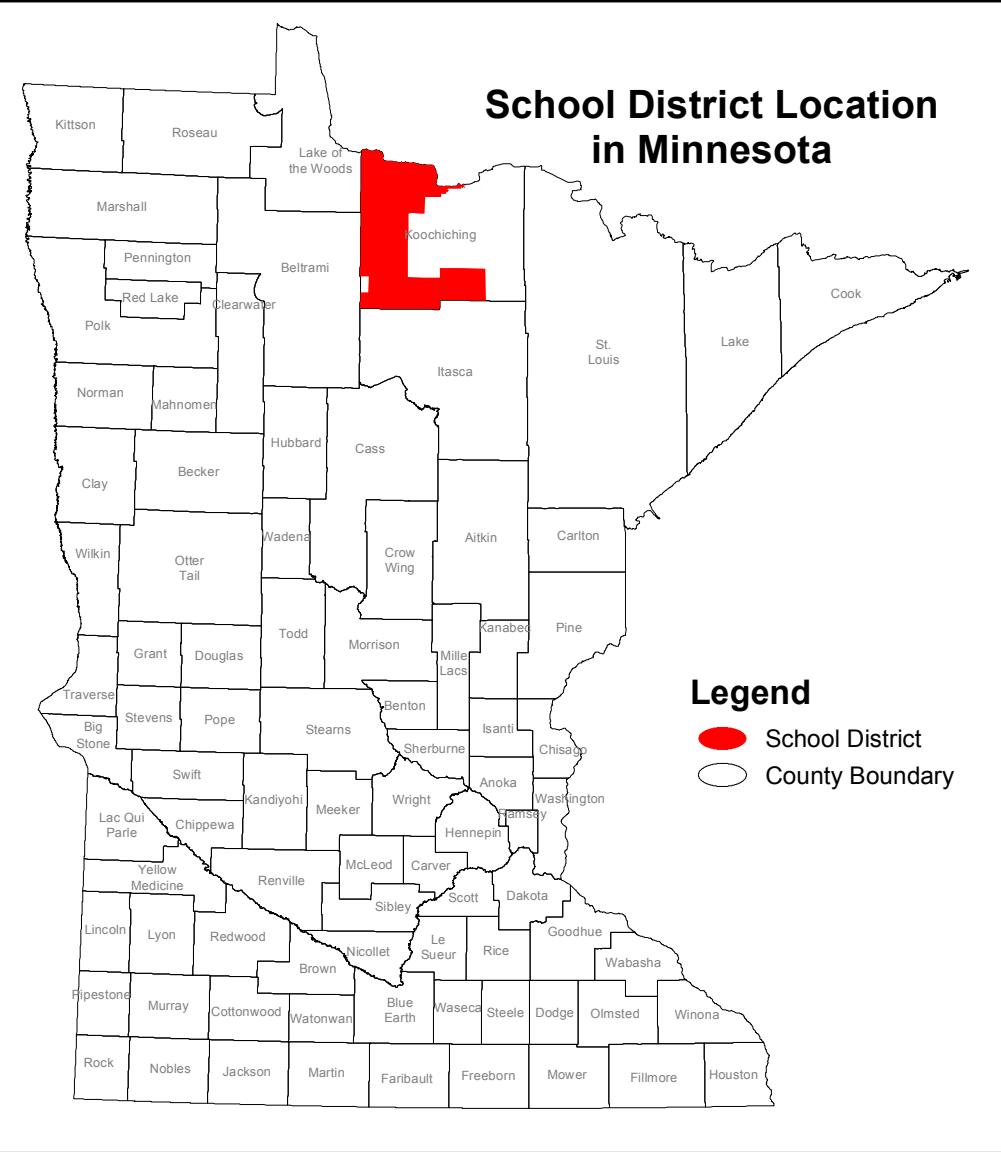 School District Location
in Minnesota
Kittson
Roseau
Lake of
the Woods
Marshall
Koochiching
Pennington
Beltrami
Red Lake
Clearwater
Polk
Cook
Lake
St.
Louis
Itasca
Norman
Mahnomen
Hubbard
Cass
Becker
Clay
Wadena
Aitkin
Carlton
Wilkin
Otter
Tail
Crow
Wing
Todd
Morrison
Kanabec
Pine
Mille
Lacs
Grant
Douglas
Traverse
Stevens
Pope
Stearns
Benton
Big
Stone
Isanti
Sherburne
Chisago
Swift
Kandiyohi
Meeker
Wright
Anoka
Washington
Ramsey
Hennepin
Lac Qui
Parle
Chippewa
Yellow
Medicine
Renville
McLeod
Carver
Sibley
Scott
Dakota
Lincoln
Lyon
Redwood
Nicollet
Le
Sueur
Rice
Goodhue
Wabasha
Brown
Pipestone
Murray
Cottonwood
Watonwan
Blue
Earth
Waseca
Steele
Dodge
Olmsted
Winona
Rock
Nobles
Jackson
Martin
Faribault
Freeborn
Mower
Fillmore
Houston
Legend
School District
County Boundary